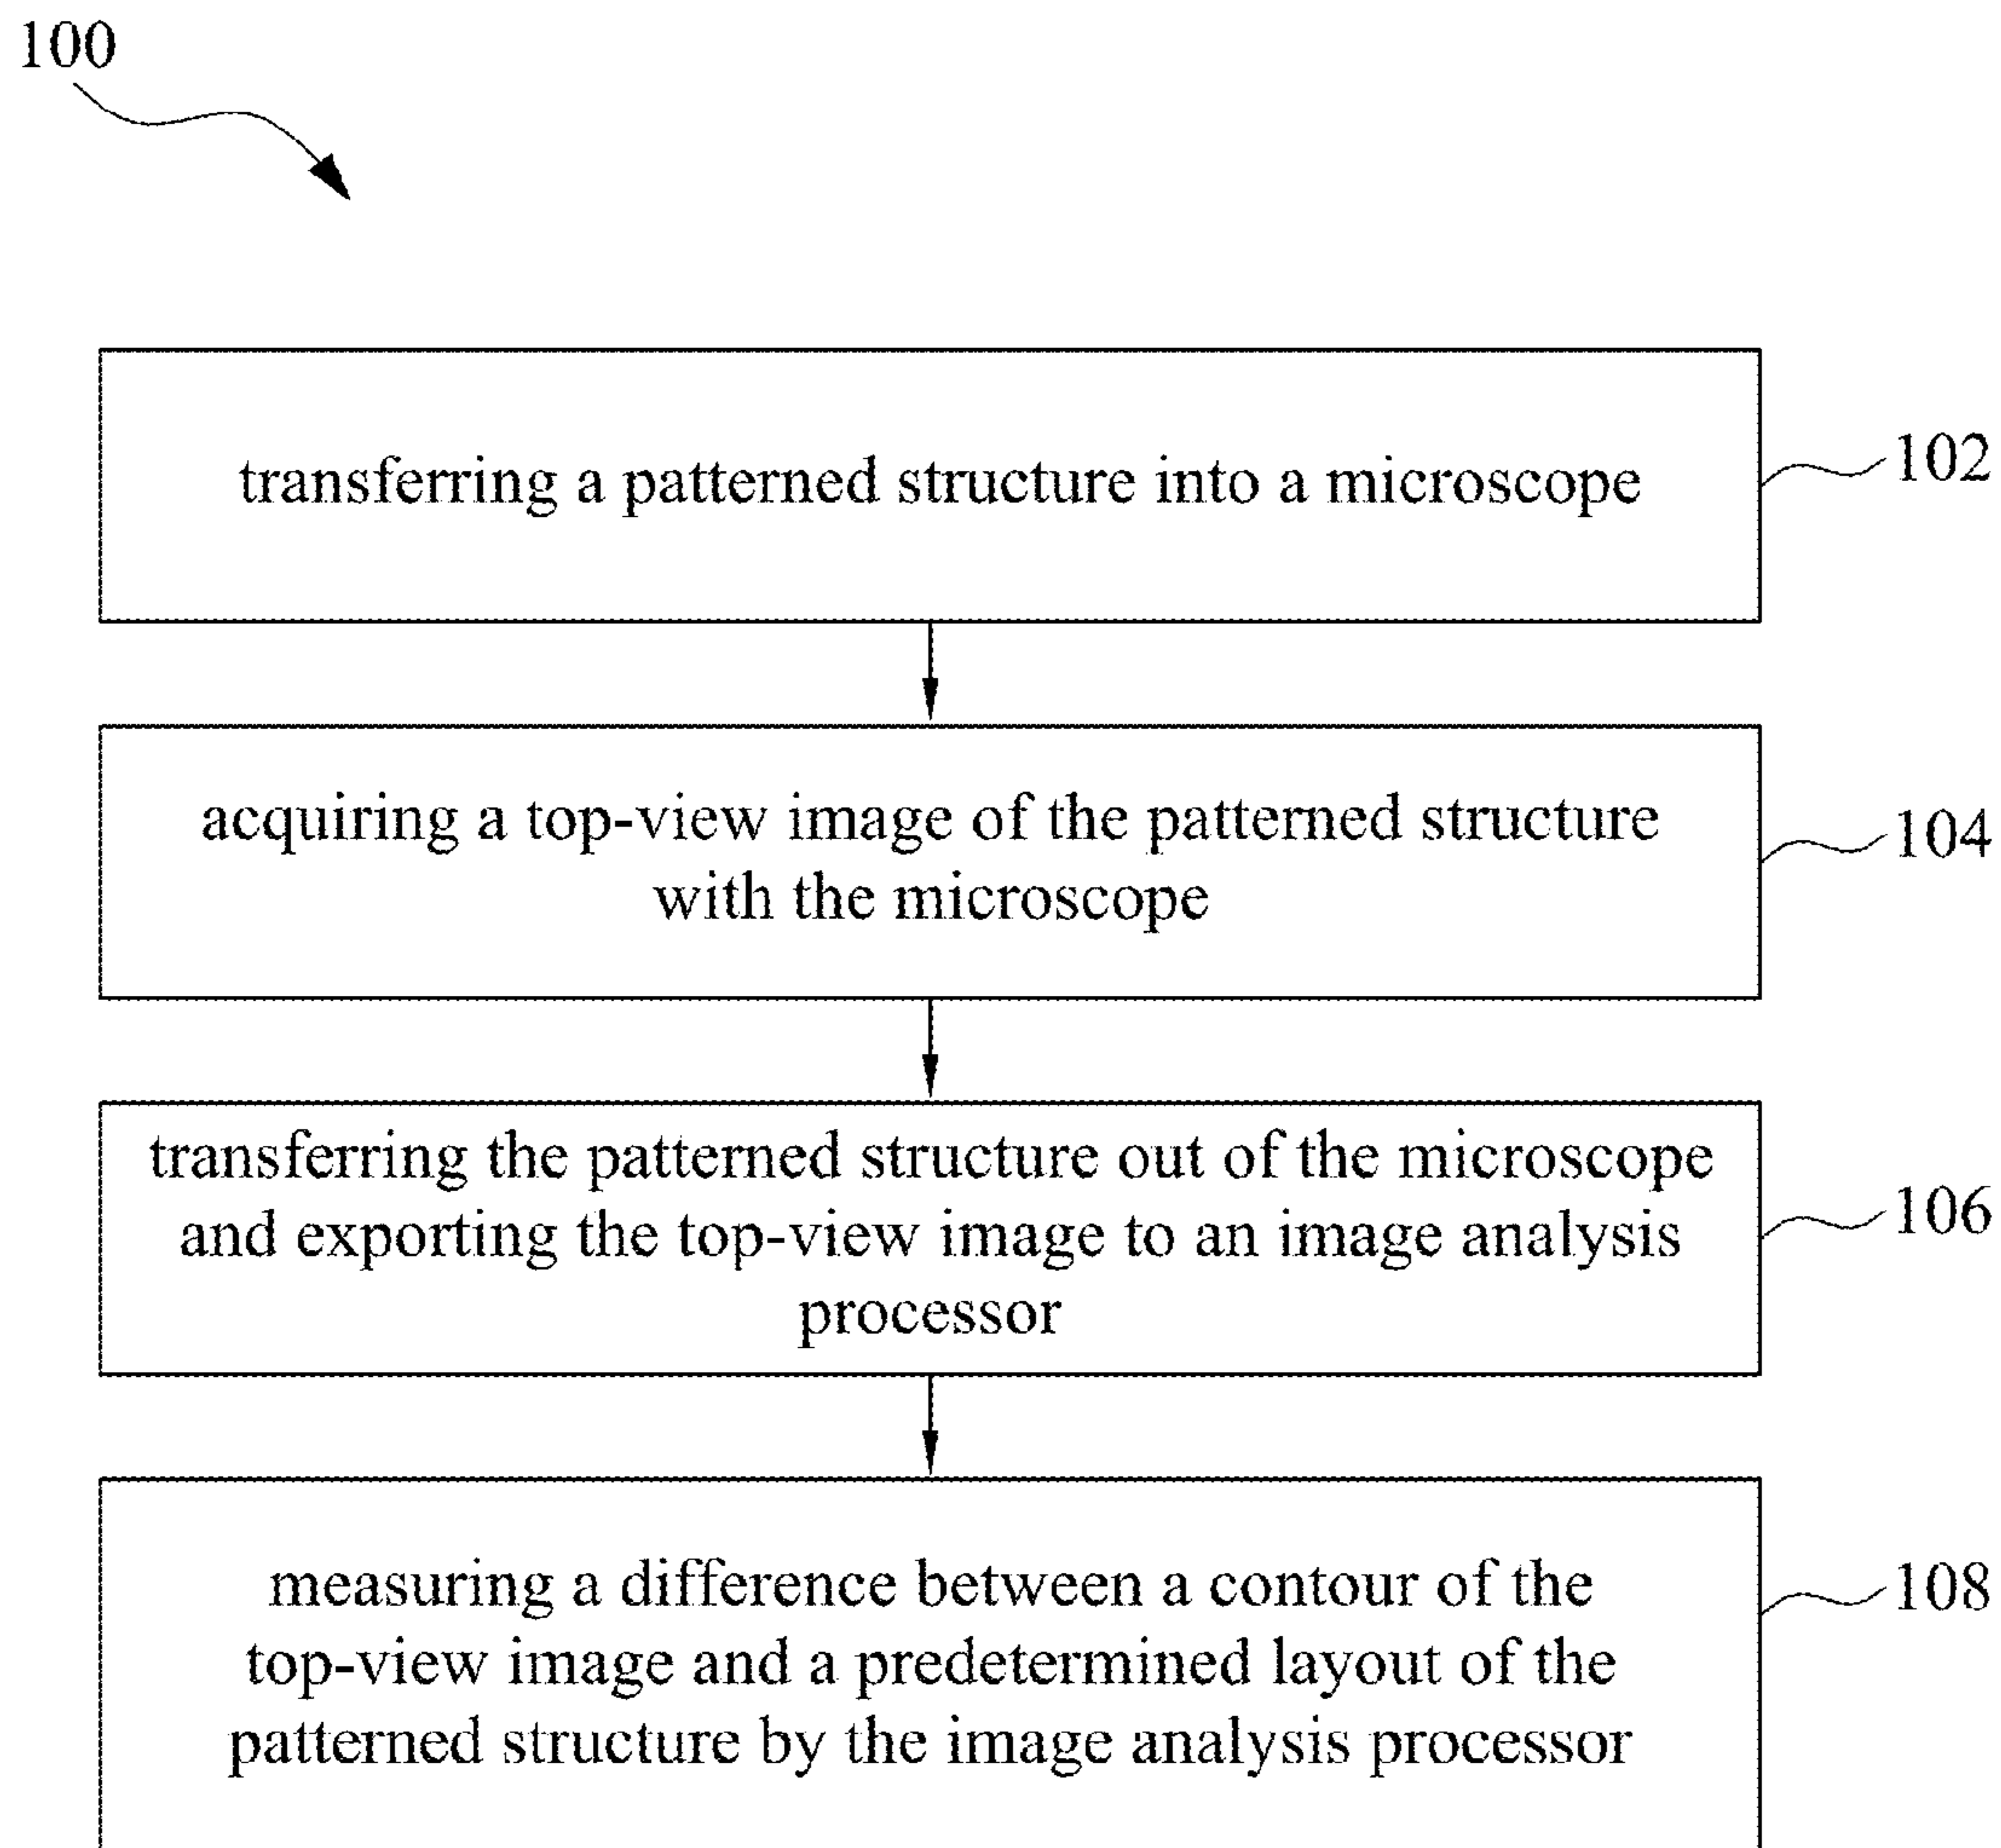 100
transferring a patterned structure into a microscope
102
acquiring a top-view image of the patterned structure
with the microscope
104
transferring the patterned structure out of the microscope
and exporting the top-view image to an image analysis
processor
106
measuring a difference between a contour of the
top-view image and a predetermined layout of the
patterned structure by the image analysis processor
108